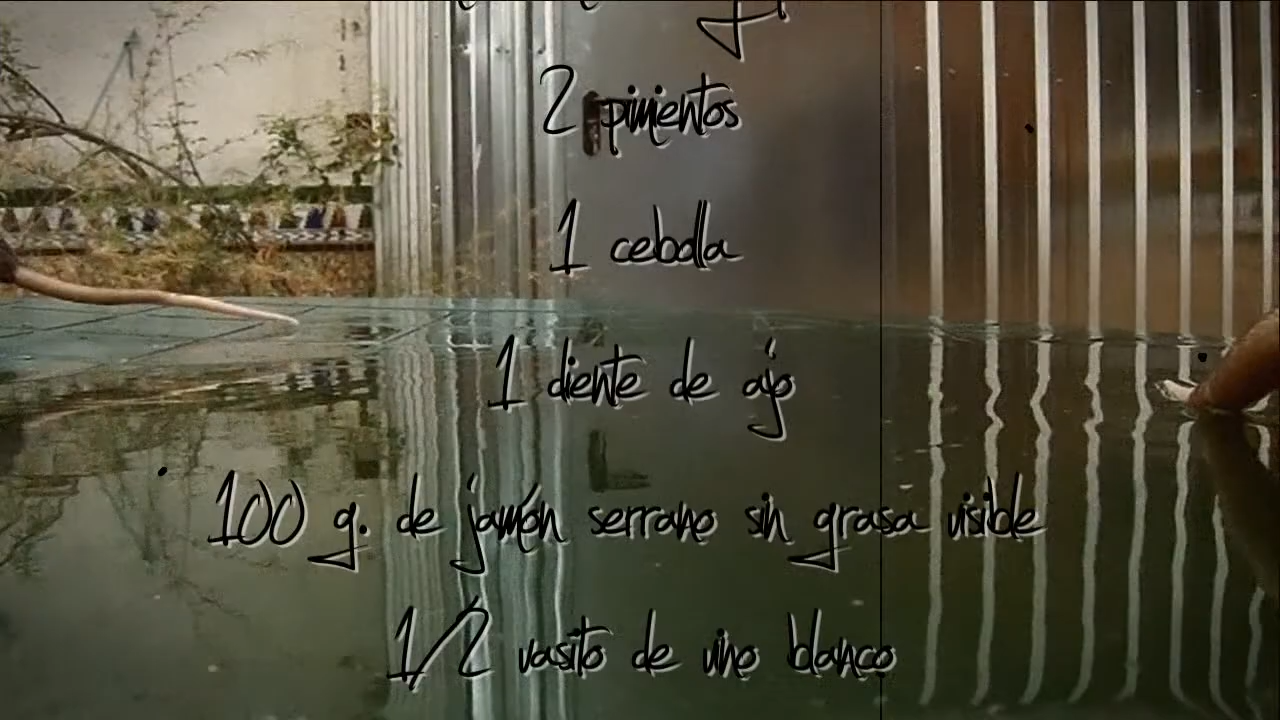 2 pimientos
1 cebolla
1 diente de ajo
100 g. de jamón serrano sin grasa visible
1/2 vasito de vino blanco